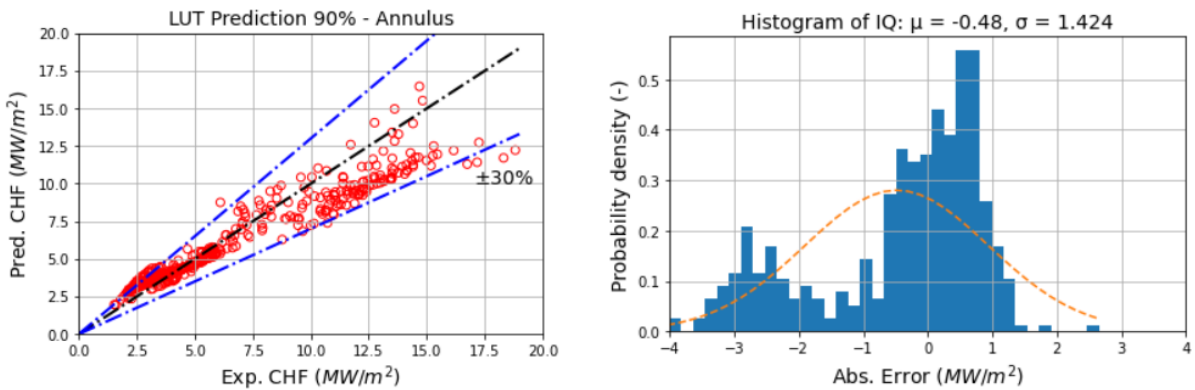 LUT Prediction 90% - Annulus
20.0
17.5
15.0
12.5
10.0
7.5
5.0
2.5
0.0
Pred. CHF (MW/m²)
±30%
0.0 2.5 5.0 7.5 10.0 12.5 15.0 17.5 20.0
Exp. CHF (MW/m²)
Histogram of IQ: μ = -0.48, σ = 1.424
0.5
0.4
0.3
0.2
0.1
0.0
Probability density (-)
−4 −3 −2 −1 0 1 2 3 4
Abs. Error (MW/m²)